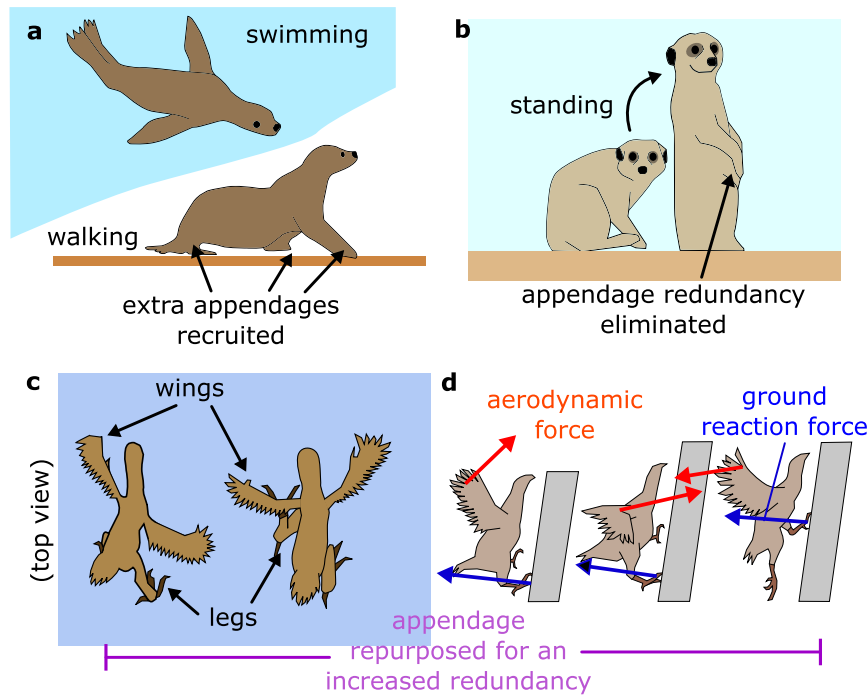 a
swimming
walking
extra appendages
recruited
b
standing
appendage redundancy
eliminated
c
wings
(top view)
legs
d
aerodynamic
force
ground
reaction force
appendage
repurposed for an
increased redundancy